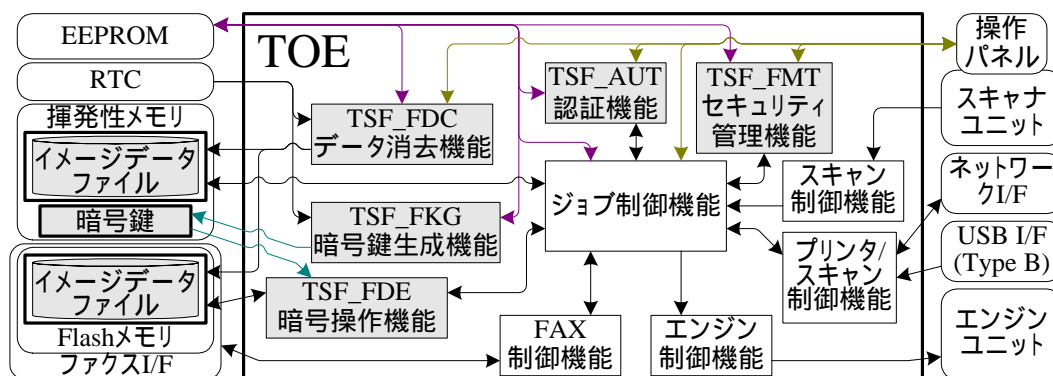 EEPROM
RTC
揮発性メモリ
イメージデータ
ファイル
暗号鍵
イメージデータ
ファイル
Flashメモリ
ファクスI/F
TOE
TSF_FDC
データ消去機能
TSF_FKG
暗号鍵生成機能
TSF_FDE
暗号操作機能
TSF_AUT
認証機能
TSF_FMT
セキュリティ
管理機能
ジョブ制御機能
スキャン
制御機能
プリンタ/
スキャン
制御機能
FAX
制御機能
エンジン
制御機能
操作
パネル
スキャナ
ユニット
ネットワー
クI/F
USB I/F
(Type B)
エンジン
ユニット